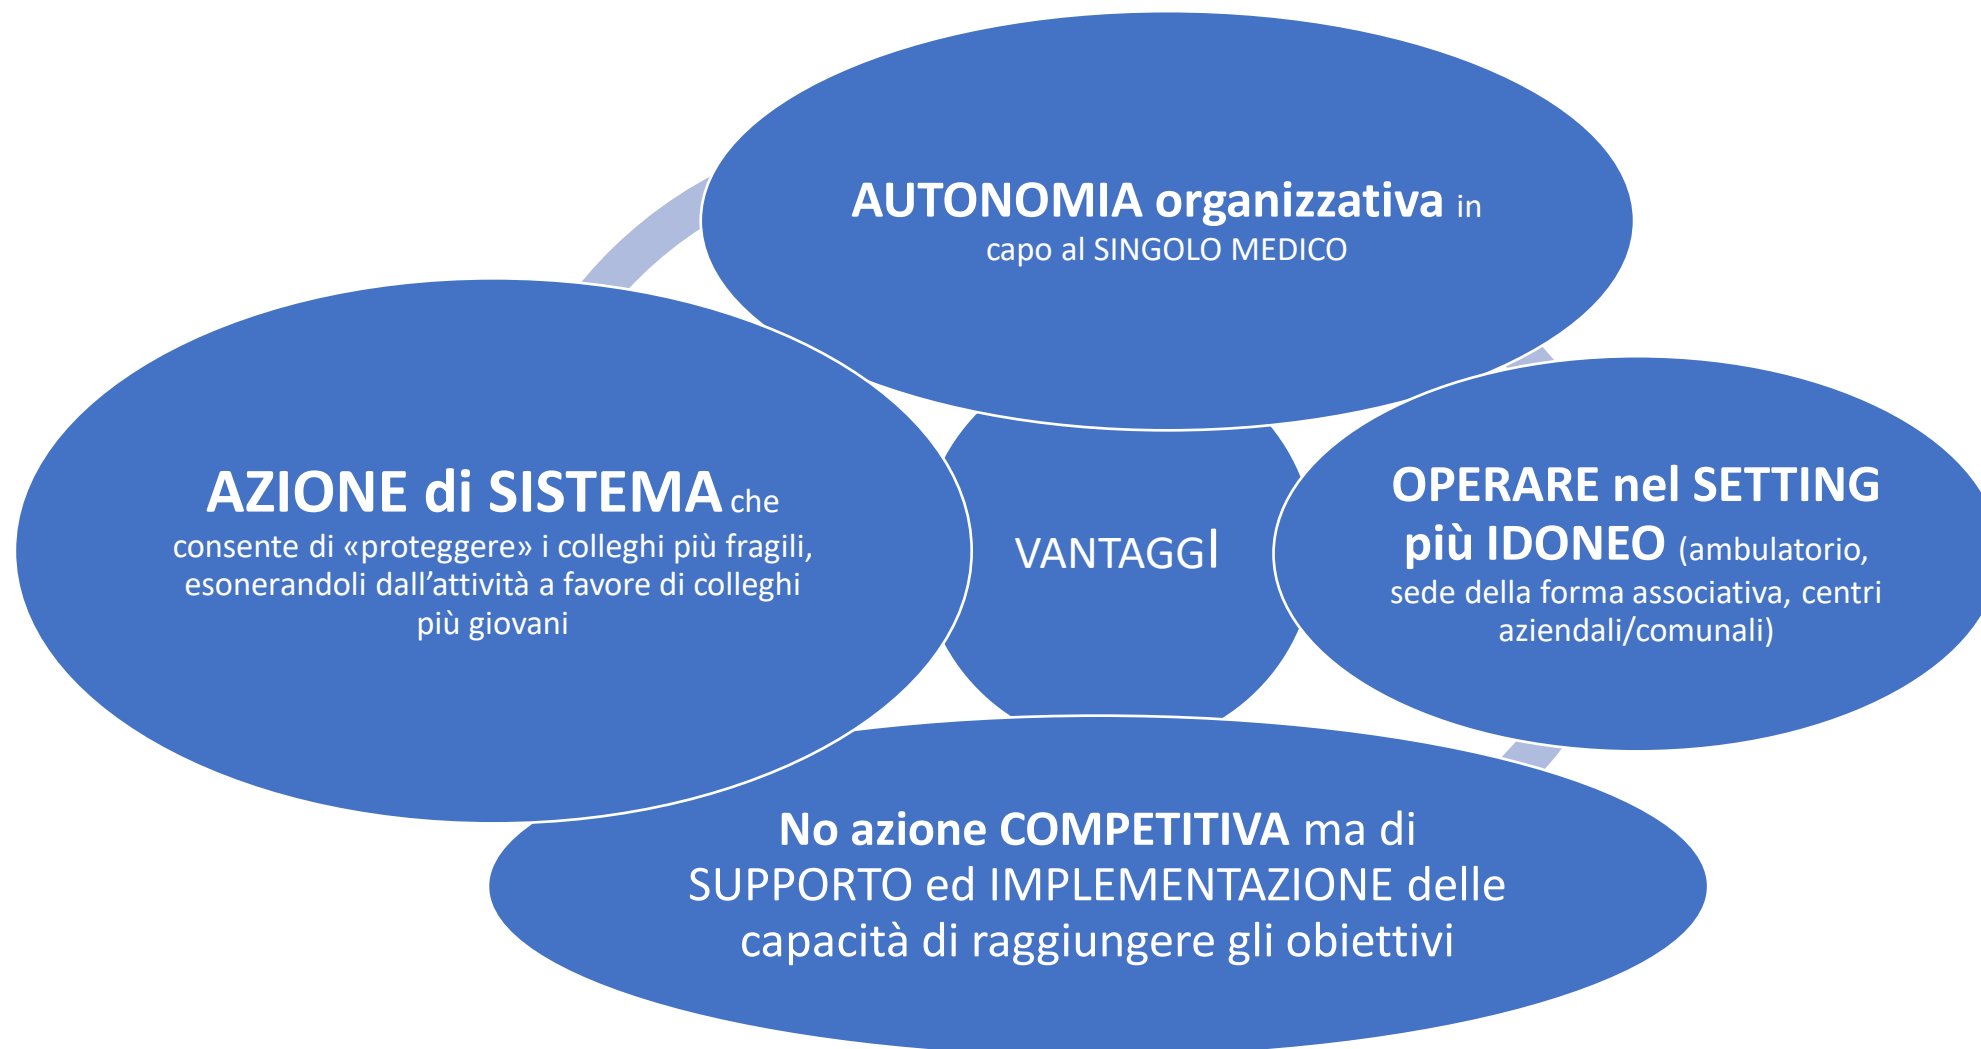 AUTONOMIA organizzativa in
capo al SINGOLO MEDICO
OPERARE nel SETTING
più IDONEO (ambulatorio,
sede della forma associativa, centri
aziendali/comunali)
No azione COMPETITIVA ma di
SUPPORTO ed IMPLEMENTAZIONE delle
capacità di raggiungere gli obiettivi
AZIONE di SISTEMA che
consente di «proteggere» i colleghi più fragili,
esonerandoli dall’attività a favore di colleghi
più giovani
VANTAGGI